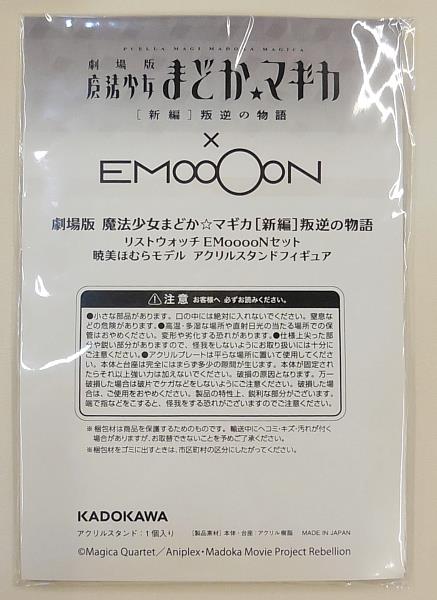 PUELLA MAGI MADOKA MAGICA
劇場版
魔法少女まどか☆マギカ
[新編]叛逆の物語
×
EMooOoN
劇場版 魔法少女まどか☆マギカ[新編]叛逆の物語
リストウォッチ EMooooNセット
暁美ほむらモデル アクリルスタンドフィギュア
注意 お客様へ 必ずお読みください。
●小さな部品があります。口の中には絶対に入れないでください。窒息な
どの危険があります。●高温・多湿な場所や直射日光の当たる場所での保
管はおやめください。変形や劣化する恐れがあります。●仕様上尖った部
分や鋭い部分がありますので、怪我をしないようにお取り扱いには十分に
ご注意ください。●アクリルプレートは平らな場所に置いて使用してくださ
い。本体と台座は完全にはまらず多少の隙間が生じます。本体が固定され
たらそれ以上強い力は加えないでください。破損の原因となります。万一
破損した場合は破片でケガなどをしないようにご注意ください。破損した場合
は、ご使用をおやめください。製品の特性上、鋭利な部分がございます。
端で指などをこすると、怪我をする恐れがございますのでご注意ください。
※梱包材は商品を保護するためのものです。輸送中にヘコミ・キズ・汚れが付く
場合がありますが、お取替できないことを予めご了承ください。
※梱包材をゴミに出すときは、市区町村の区分にしたがってください。
KADOKAWA
アクリルスタンド:1個入り [製品素材]本体・台座:アクリル樹脂 MADE IN JAPAN
©Magica Quartet/Aniplex・Madoka Movie Project Rebellion